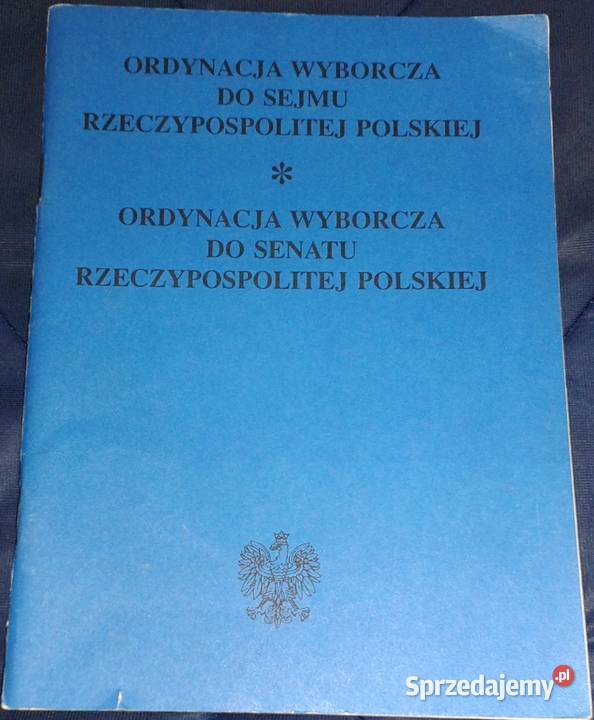 ORDYNACJA WYBORCZA
DO SEJMU
RZECZYPOSPOLITEJ POLSKIEJ
*
ORDYNACJA WYBORCZA
DO SENATU
RZECZYPOSPOLITEJ POLSKIEJ
Sprzedajemy.pl